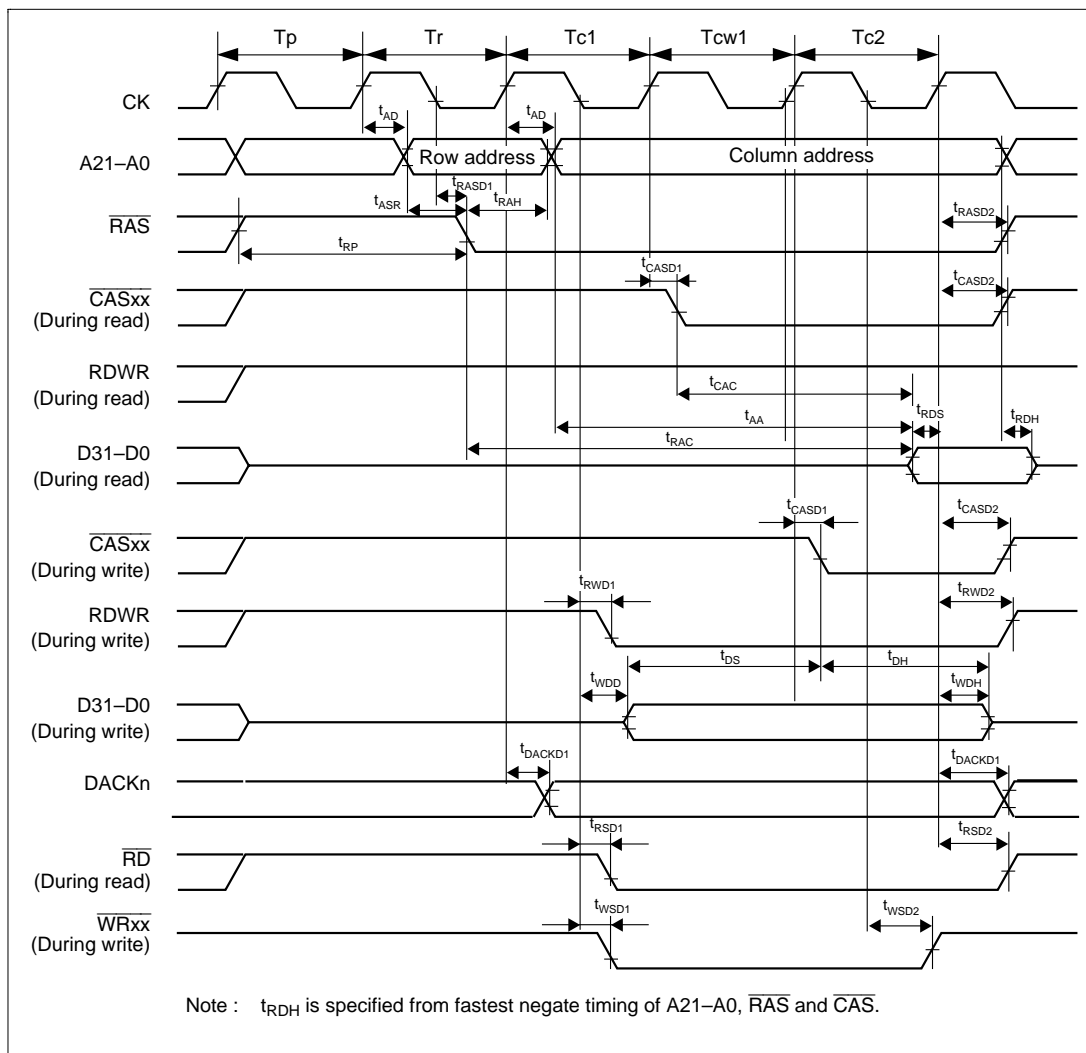 Tp Tr Tc1 Tcw1 Tc2
CK
tAD tAD
A21–A0 Row address Column address
tRASD1
tASR tRAH tRASD2
RAS
tRP
tCASD1 tCASD2
CASxx
(During read)
RDWR
(During read)
tCAC
tRDS
tAA tRDH
tRAC
D31–D0
(During read)
tCASD1 tCASD2
CASxx
(During write)
tRWD1 tRWD2
RDWR
(During write)
tDS tDH
tWDD tWDH
D31–D0
(During write)
tDACKD1 tDACKD1
DACKn
tRSD1 tRSD2
RD
(During read)
tWSD1 tWSD2
WRxx
(During write)
Note : tRDH is specified from fastest negate timing of A21–A0, RAS and CAS.